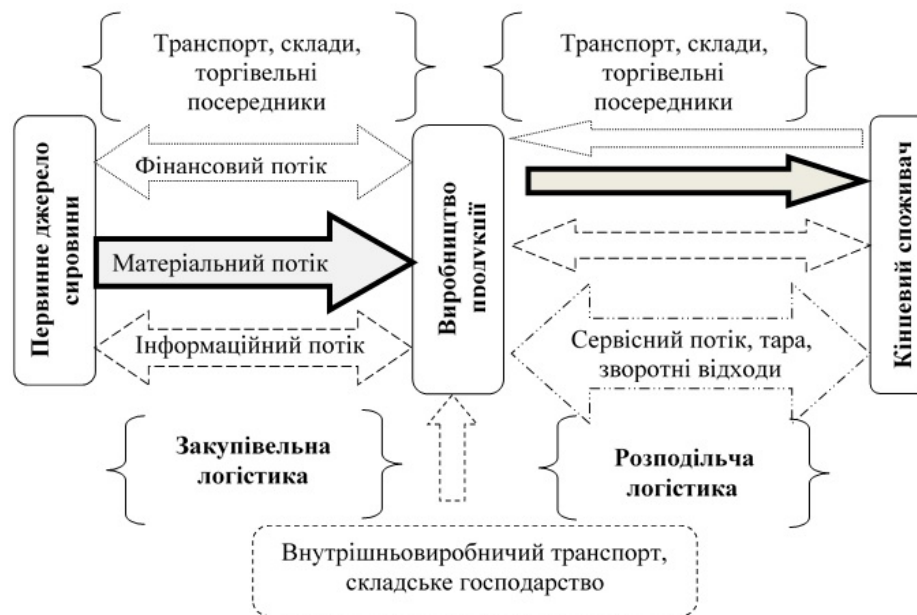 Транспорт, склади,
торгівельні
посередники
Транспорт, склади,
торгівельні
посередники
Первинне джерело
сировини
Фінансовий потік
Матеріальний потік
Інформаційний потік
Виробництво
продукції
Сервісний потік, тара,
зворотні відходи
Кінцевий споживач
Закупівельна
логістика
Розподільча
логістика
Внутрішньовиробничий транспорт,
складське господарство